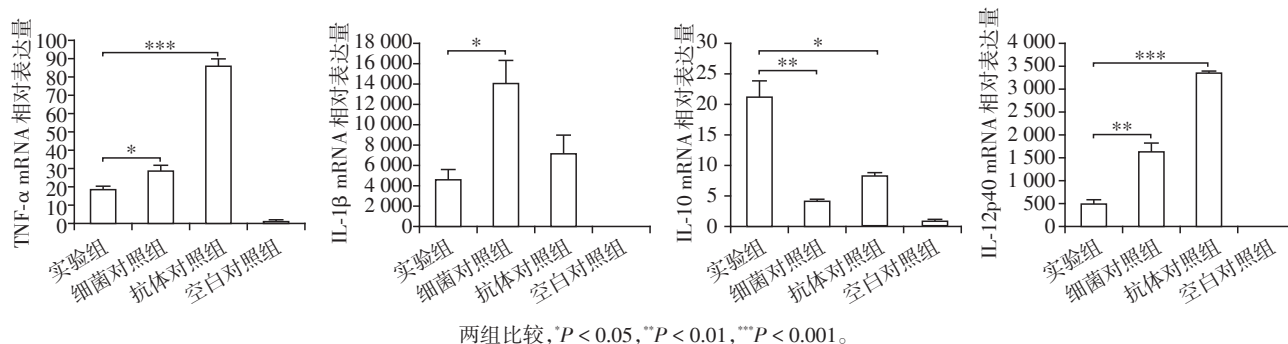 TNF-α mRNA 相对表达量
100
90
80
70
60
50
40
30
20
10
0
***
*
实验组
细菌对照组
抗体对照组
空白对照组
IL-1β mRNA 相对表达量
18 000
16 000
14 000
12 000
10 000
8 000
6 000
4 000
2 000
0
*
实验组
细菌对照组
抗体对照组
空白对照组
IL-10 mRNA 相对表达量
30
25
20
15
10
5
0
*
**
实验组
细菌对照组
抗体对照组
空白对照组
IL-12p40 mRNA 相对表达量
4 000
3 500
3 000
2 500
2 000
1 500
1 000
500
0
***
**
实验组
细菌对照组
抗体对照组
空白对照组
两组比较,*P < 0.05,**P < 0.01,***P < 0.001。